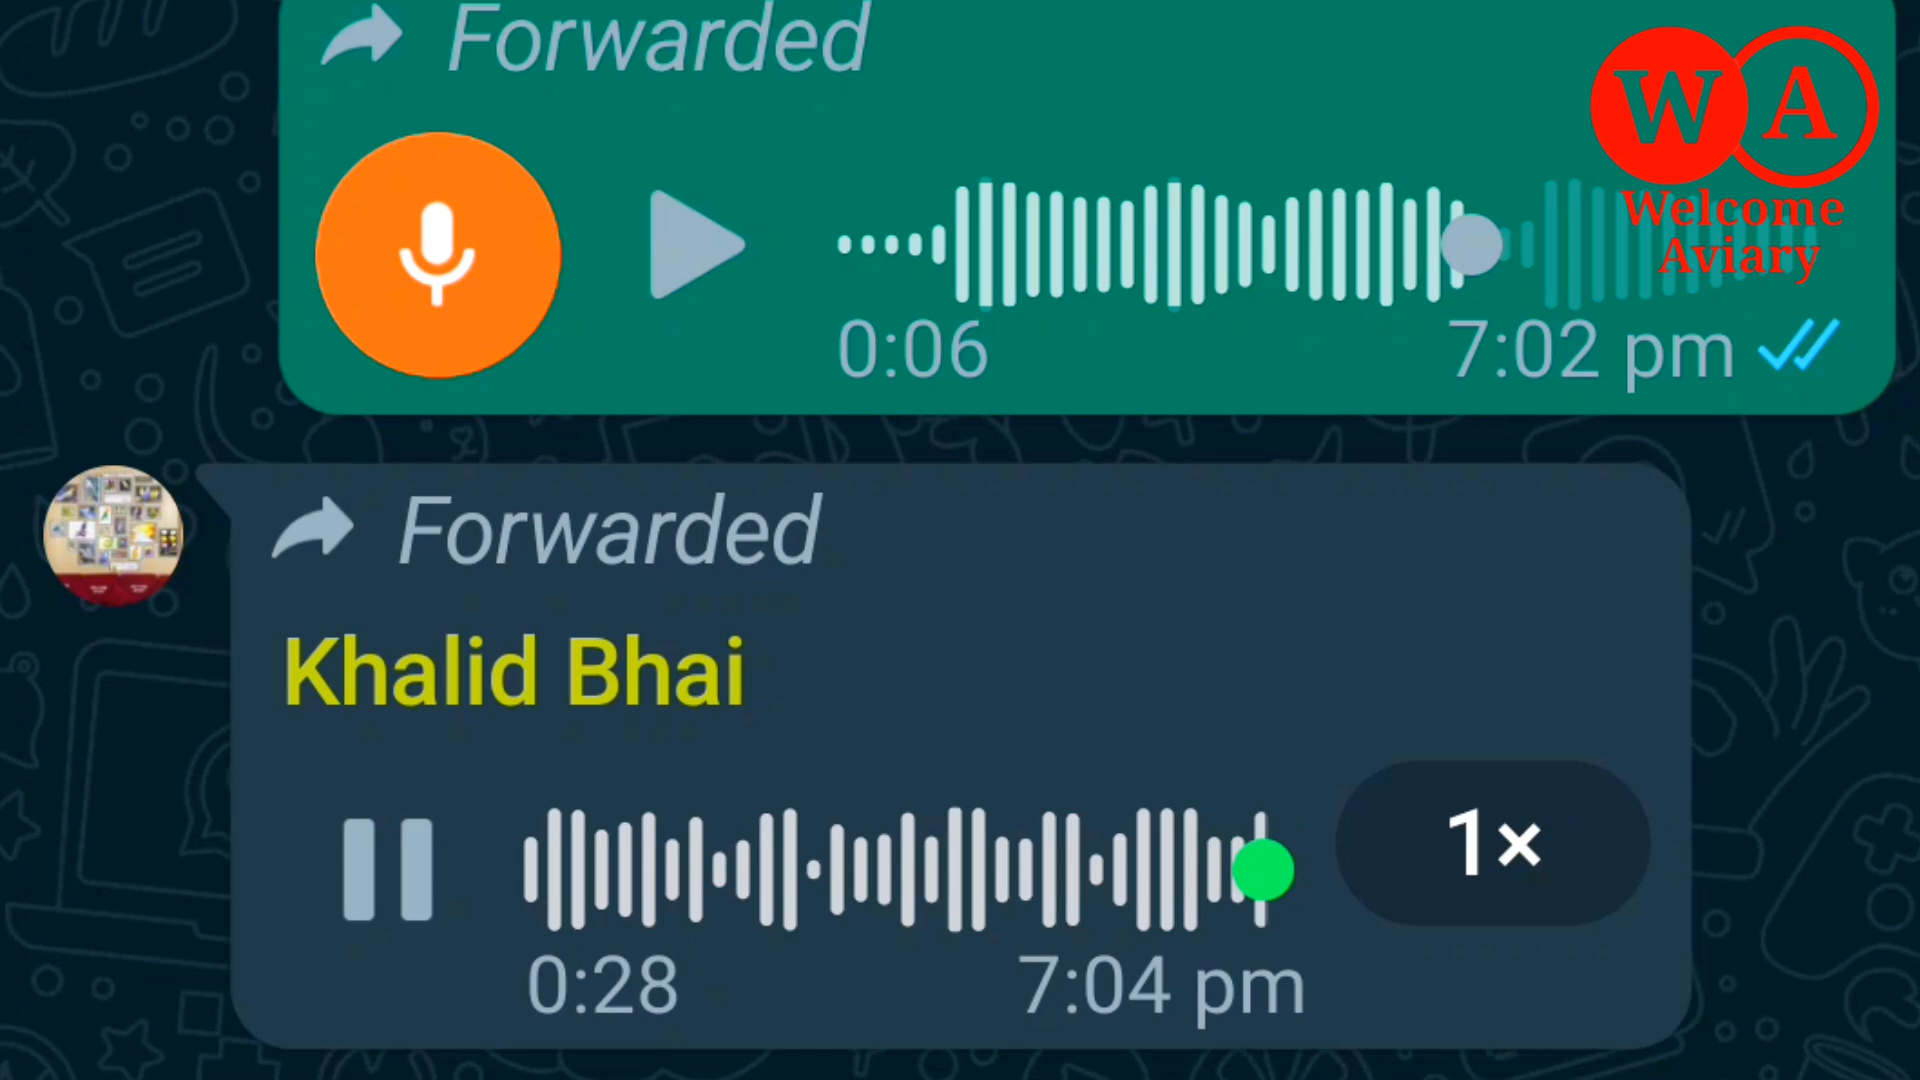 Forwarded
W A
Welcome
Aviary
0:06
7:02 pm
Forwarded
Khalid Bhai
1×
0:28
7:04 pm